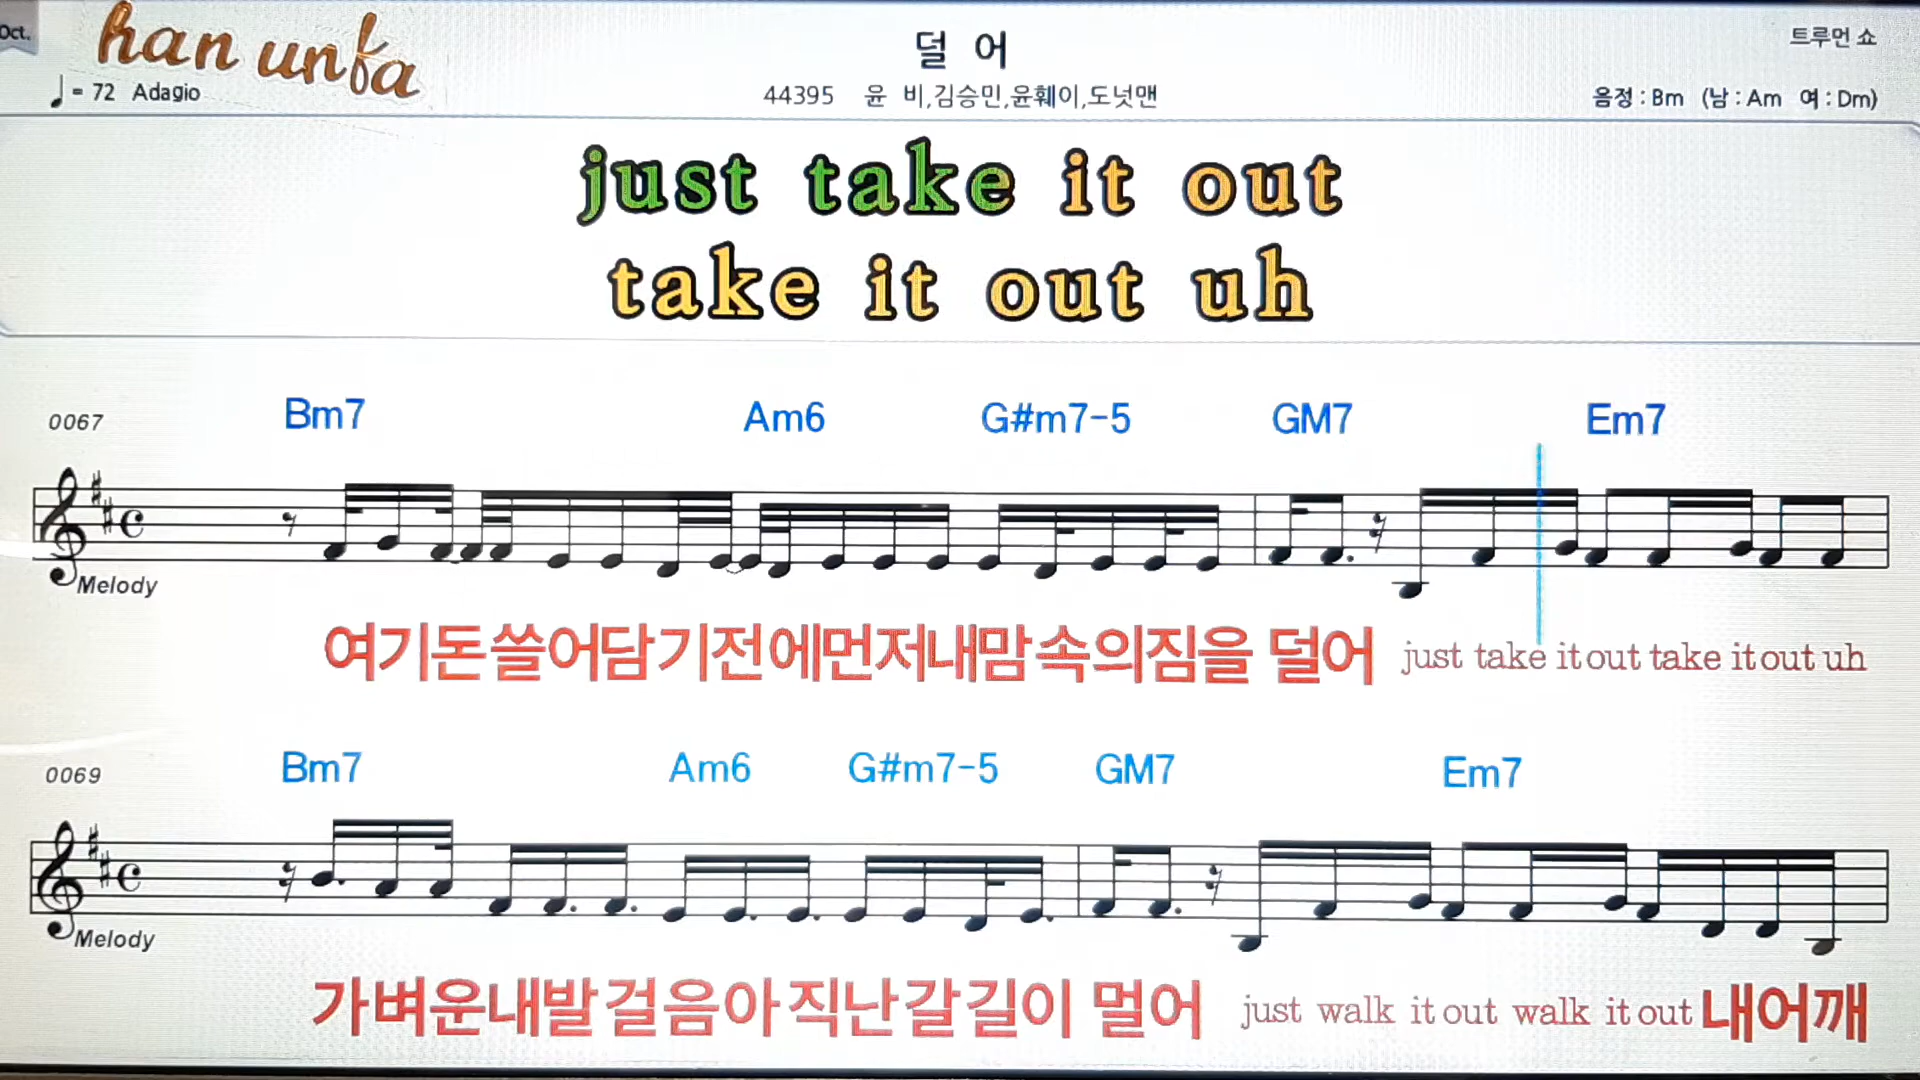 Oct.
han unfa
덜 어
트루먼 쇼
♩= 72 Adagio
44395 윤 비,김승민,윤훼이,도넛맨
음정 : Bm (남 : Am 여 : Dm)
just take it out
take it out uh
0067 Bm7 Am6 G#m7-5 GM7 Em7
Melody
여기돈쓸어담기전에먼저내맘속의짐을 덜어 just take it out take it out uh
0069 Bm7 Am6 G#m7-5 GM7 Em7
Melody
가벼운내발걸음아직난갈길이 멀어 just walk it out walk it out 내어깨